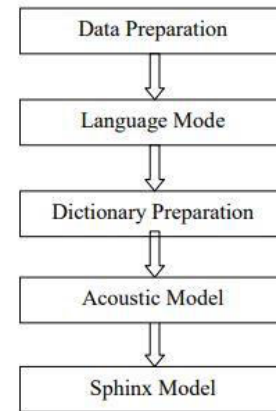 Data Preparation
Language Mode
Dictionary Preparation
Acoustic Model
Sphinx Model